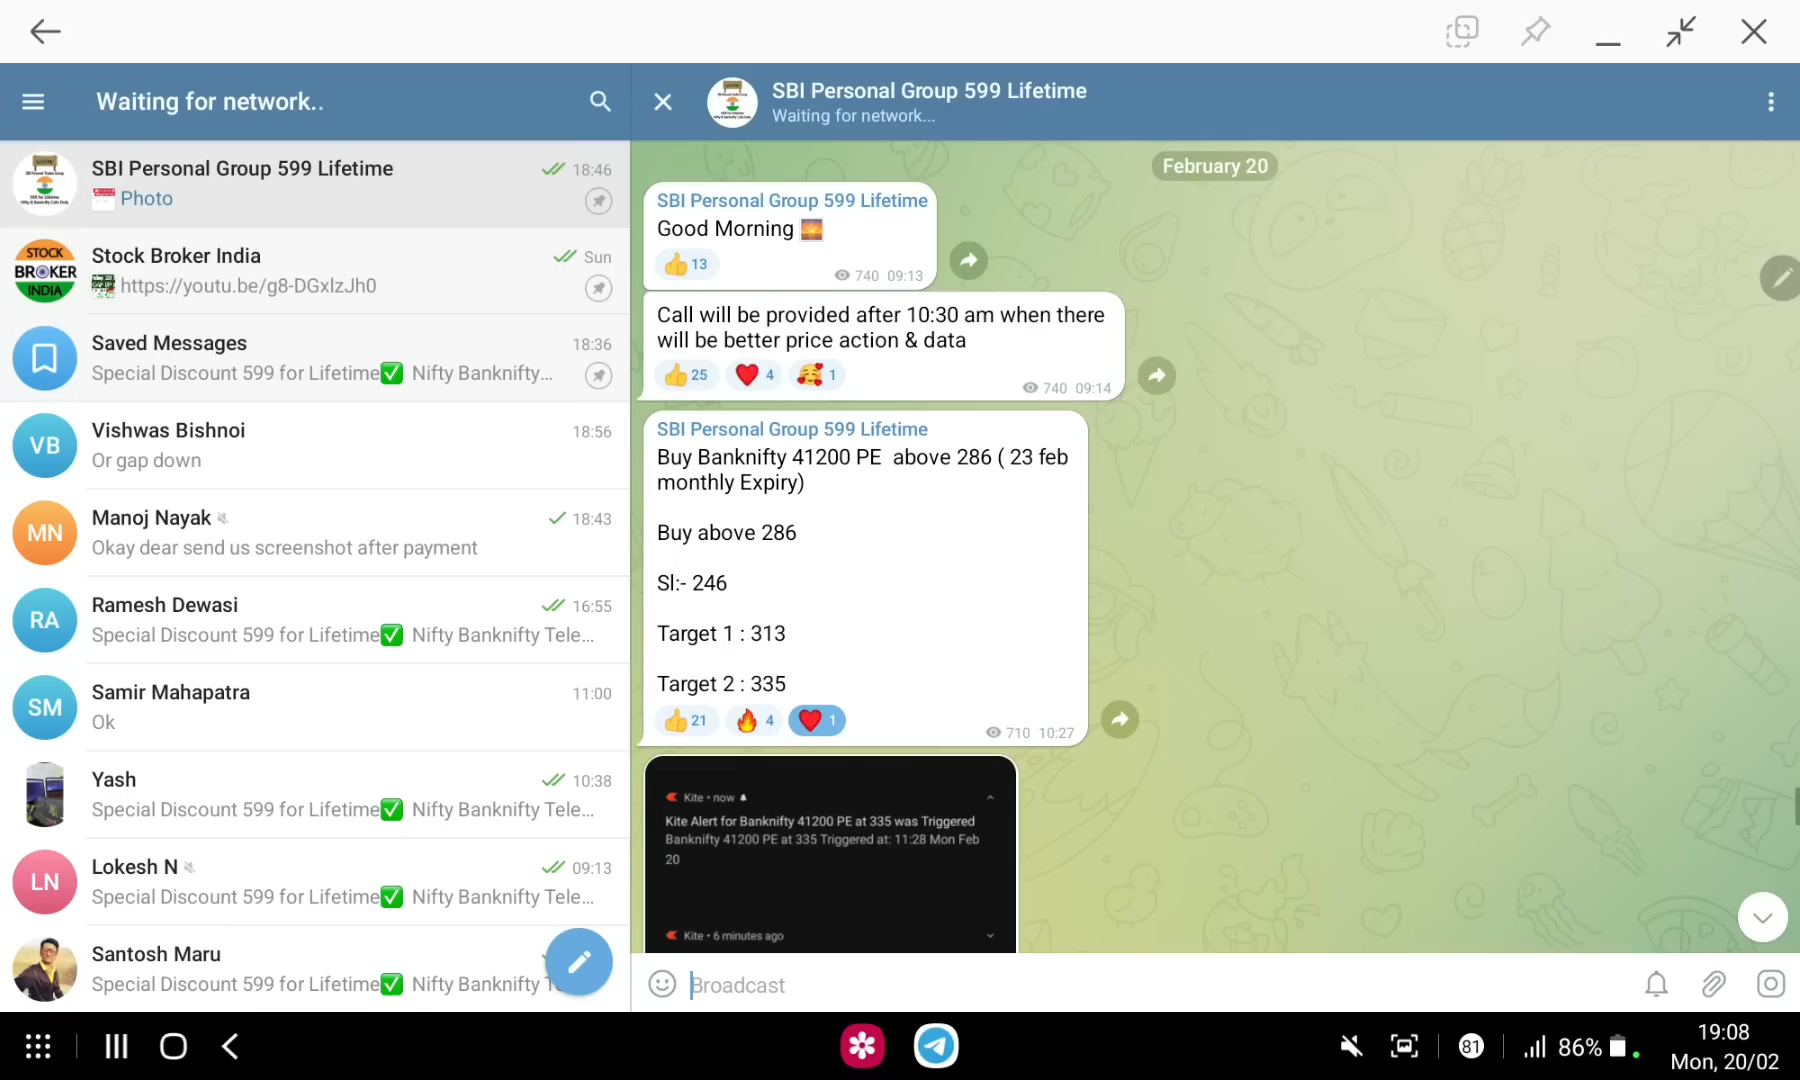 Waiting for network..
SBI Personal Group 599 Lifetime
18:46
Photo
STOCK
BROKER
INDIA
Stock Broker India
Sun
https://youtu.be/g8-DGxlzJh0
Saved Messages
18:36
Special Discount 599 for Lifetime✅ Nifty Banknifty...
VB
Vishwas Bishnoi
18:56
Or gap down
MN
Manoj Nayak
18:43
Okay dear send us screenshot after payment
RA
Ramesh Dewasi
16:55
Special Discount 599 for Lifetime✅ Nifty Banknifty Tele...
SM
Samir Mahapatra
11:00
Ok
Yash
10:38
Special Discount 599 for Lifetime✅ Nifty Banknifty Tele...
LN
Lokesh N
09:13
Special Discount 599 for Lifetime✅ Nifty Banknifty Tele...
Santosh Maru
Special Discount 599 for Lifetime✅ Nifty Banknifty
SBI Personal Group 599 Lifetime
Waiting for network...
February 20
SBI Personal Group 599 Lifetime
Good Morning 🌅
👍 13
740 09:13
Call will be provided after 10:30 am when there
will be better price action & data
👍 25 ❤️ 4 🥰 1
740 09:14
SBI Personal Group 599 Lifetime
Buy Banknifty 41200 PE above 286 ( 23 feb
monthly Expiry)
Buy above 286
Sl:- 246
Target 1 : 313
Target 2 : 335
👍 21 🔥 4 ❤️ 1
710 10:27
Kite • now
Kite Alert for Banknifty 41200 PE at 335 was Triggered
Banknifty 41200 PE at 335 Triggered at: 11:28 Mon Feb
20
Kite • 6 minutes ago
Broadcast
81
86%
19:08
Mon, 20/02